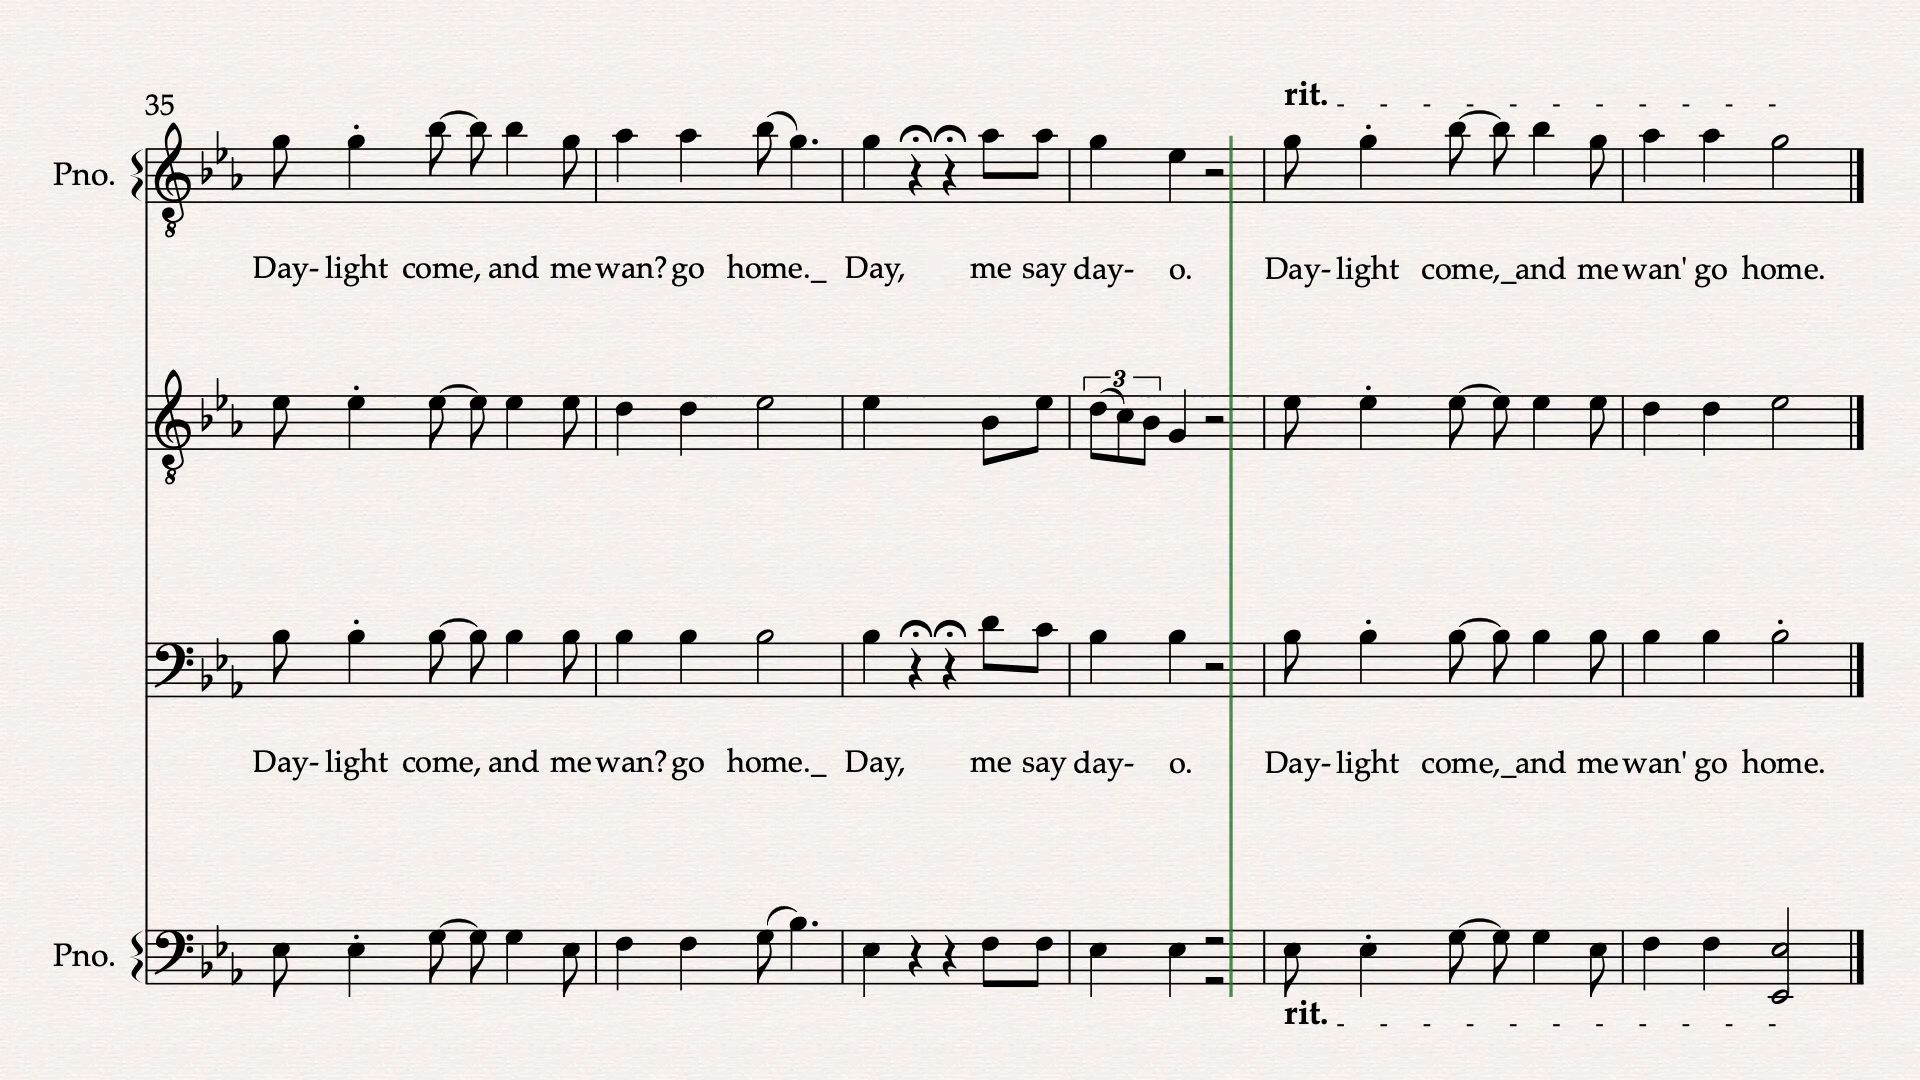 rit.
35
Pno.
Day- light come, and me wan? go home._ Day, me say day- o. Day- light come,_and me wan' go home.
3
Day- light come, and me wan? go home._ Day, me say day- o. Day- light come,_and me wan' go home.
Pno.
rit.